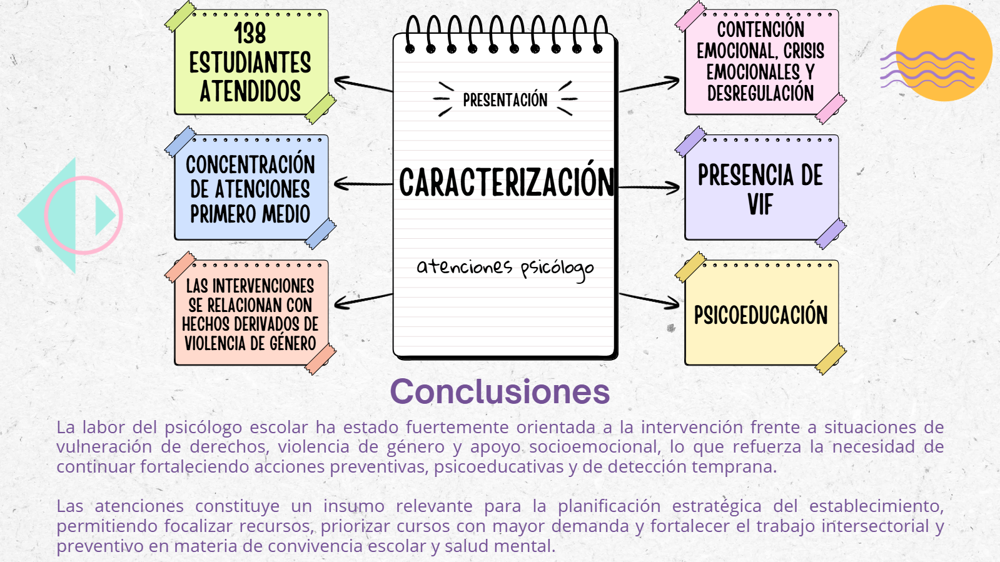 138
ESTUDIANTES
ATENDIDOS
CONCENTRACIÓN
DE ATENCIONES
PRIMERO MEDIO
LAS INTERVENCIONES
SE RELACIONAN CON
HECHOS DERIVADOS DE
VIOLENCIA DE GÉNERO
PRESENTACIÓN
CARACTERIZACIÓN
atenciones psicólogo
CONTENCIÓN
EMOCIONAL, CRISIS
EMOCIONALES Y
DESREGULACIÓN
PRESENCIA DE
VIF
PSICOEDUCACIÓN
Conclusiones
La labor del psicólogo escolar ha estado fuertemente orientada a la intervención frente a situaciones de
vulneración de derechos, violencia de género y apoyo socioemocional, lo que refuerza la necesidad de
continuar fortaleciendo acciones preventivas, psicoeducativas y de detección temprana.
Las atenciones constituye un insumo relevante para la planificación estratégica del establecimiento,
permitiendo focalizar recursos, priorizar cursos con mayor demanda y fortalecer el trabajo intersectorial y
preventivo en materia de convivencia escolar y salud mental.